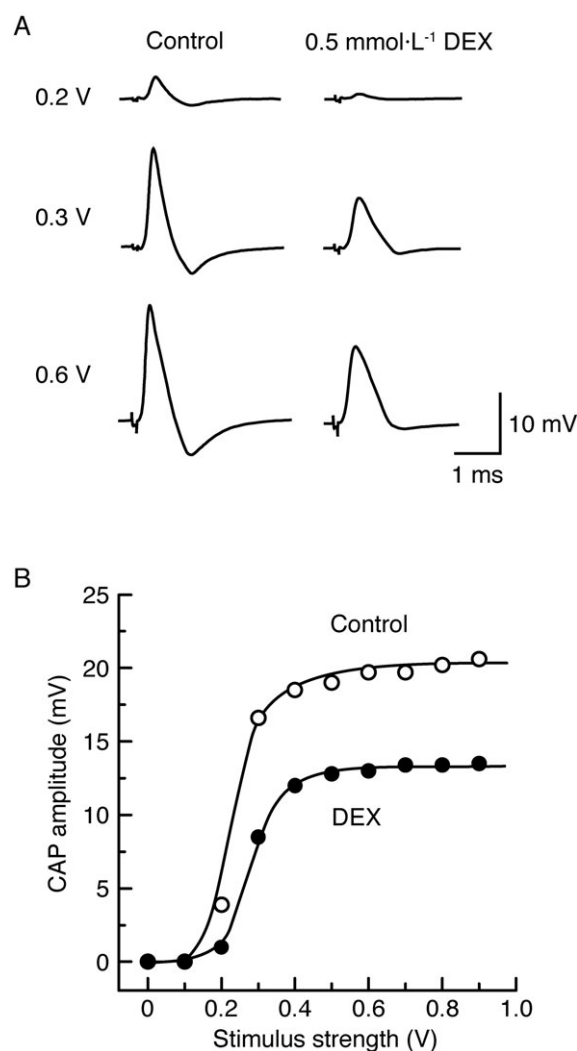 A
Control 0.5 mmol·L⁻¹ DEX
0.2 V
0.3 V
0.6 V
10 mV
1 ms
B
25
20
15
10
5
0
CAP amplitude (mV)
Control
DEX
0 0.2 0.4 0.6 0.8 1.0
Stimulus strength (V)